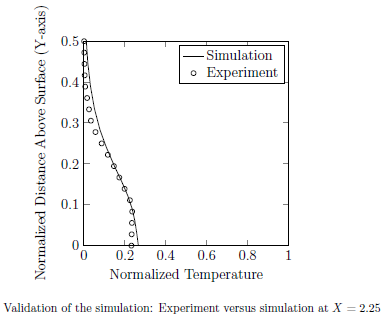 Normalized Distance Above Surface (Y-axis)
0.5
0.4
0.3
0.2
0.1
0
Simulation
Experiment
0 0.2 0.4 0.6 0.8 1
Normalized Temperature
Validation of the simulation: Experiment versus simulation at X = 2.25